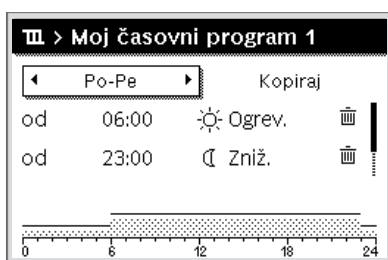 > Moj časovni program 1
Po-Pe Kopiraj
od 06:00 Ogrev.
od 23:00 Zniž.
0 6 12 18 24